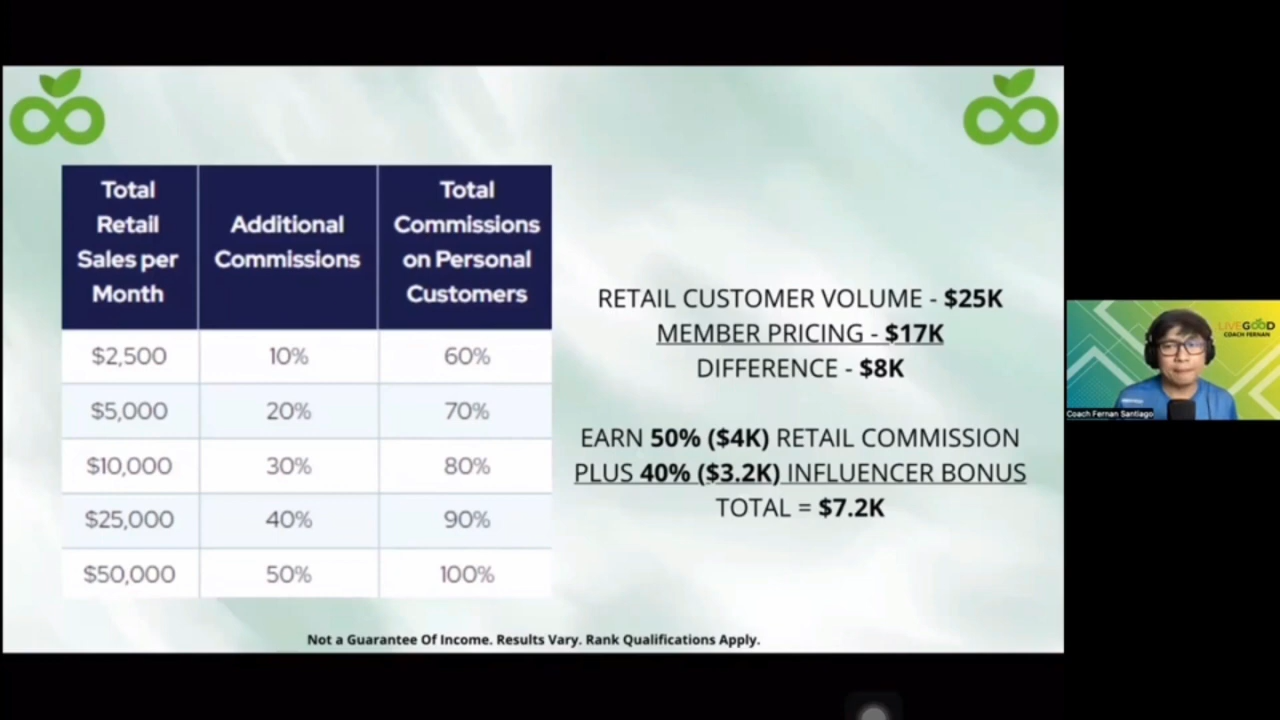 Total Retail Sales per Month
Additional Commissions
Total Commissions on Personal Customers
$2,500 10% 60%
$5,000 20% 70%
$10,000 30% 80%
$25,000 40% 90%
$50,000 50% 100%
RETAIL CUSTOMER VOLUME - $25K
MEMBER PRICING - $17K
DIFFERENCE - $8K
EARN 50% ($4K) RETAIL COMMISSION
PLUS 40% ($3.2K) INFLUENCER BONUS
TOTAL = $7.2K
Not a Guarantee Of Income. Results Vary. Rank Qualifications Apply.
LIVEGOOD
COACH FERNAN
Coach Fernan Santiago